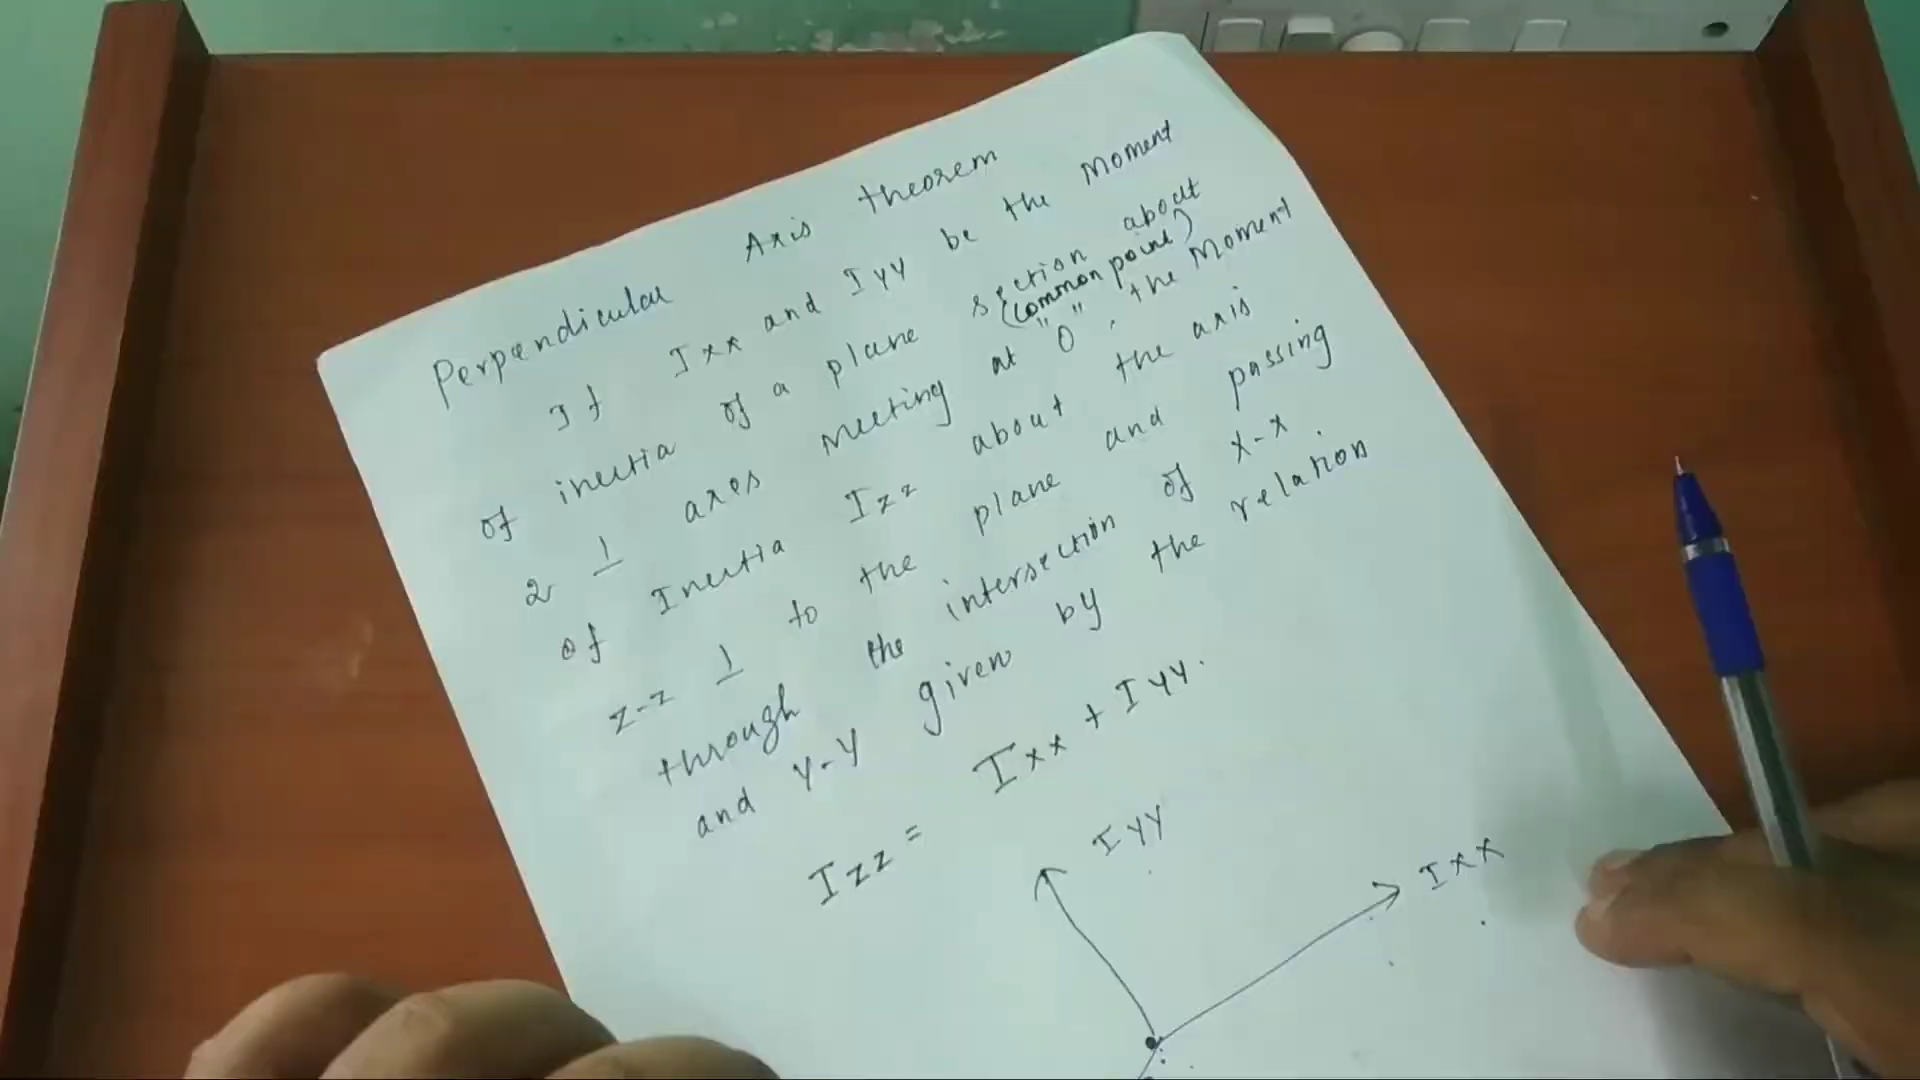 Perpendicular Axis theorem
If Ixx and Iyy be the Moment
of inertia of a plane section about
(common point)
2 ⊥ axes meeting at "O", the Moment
of Inertia Izz about the axis
z-z ⊥ to the plane and passing
through the intersection of x-x
and y-y given by the relation
Izz = Ixx + Iyy.
Iyy
Ixx